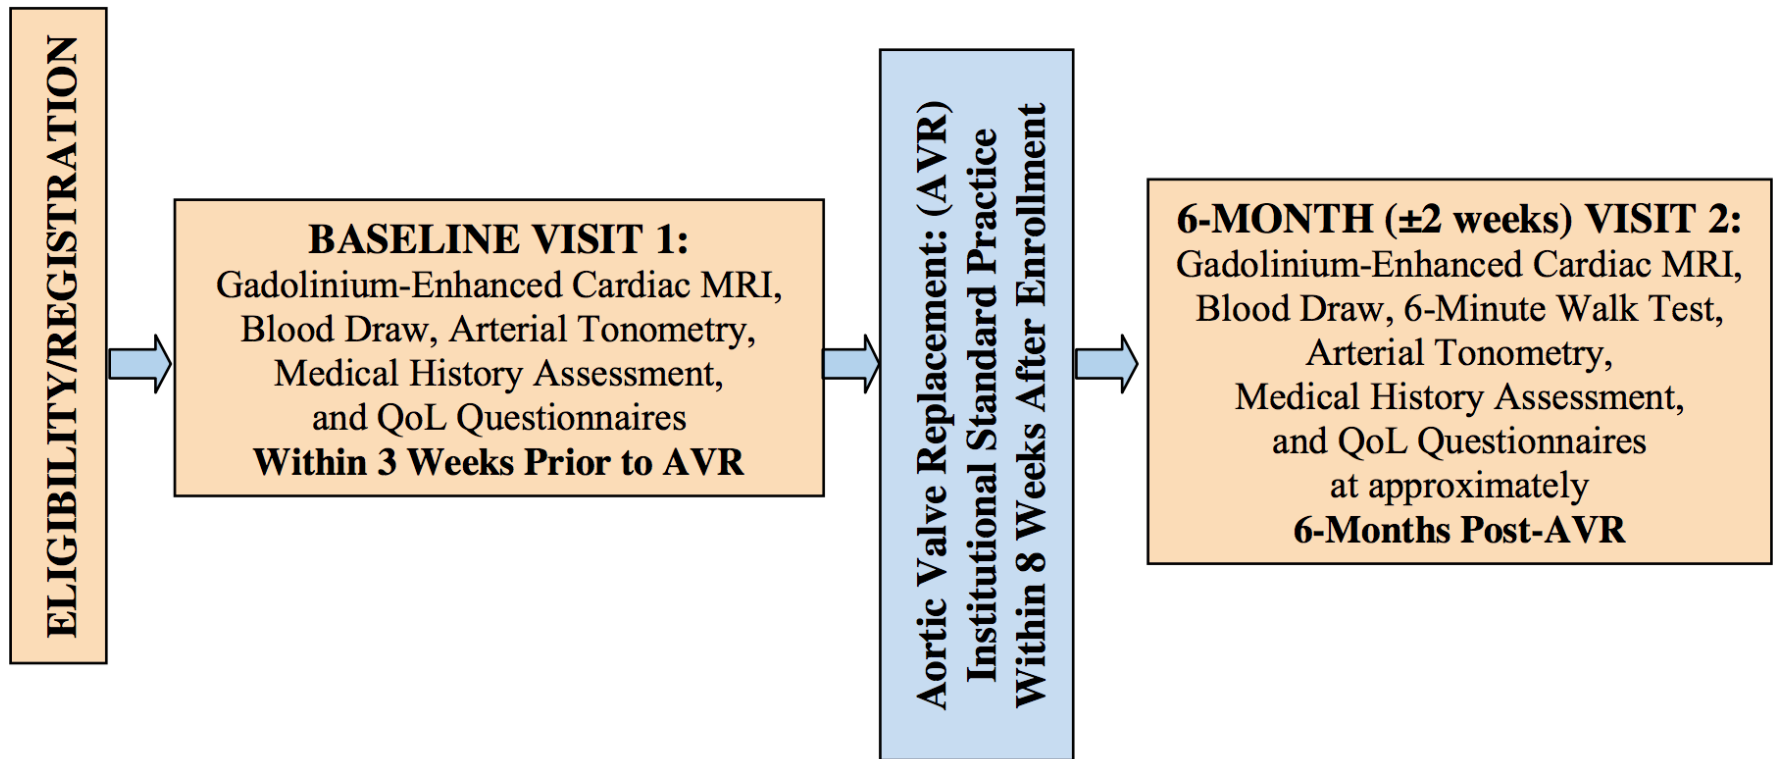 ELIGIBILITY/REGISTRATION
BASELINE VISIT 1:
Gadolinium-Enhanced Cardiac MRI,
Blood Draw, Arterial Tonometry,
Medical History Assessment,
and QoL Questionnaires
Within 3 Weeks Prior to AVR
Aortic Valve Replacement: (AVR)
Institutional Standard Practice
Within 8 Weeks After Enrollment
6-MONTH (±2 weeks) VISIT 2:
Gadolinium-Enhanced Cardiac MRI,
Blood Draw, 6-Minute Walk Test,
Arterial Tonometry,
Medical History Assessment,
and QoL Questionnaires
at approximately
6-Months Post-AVR